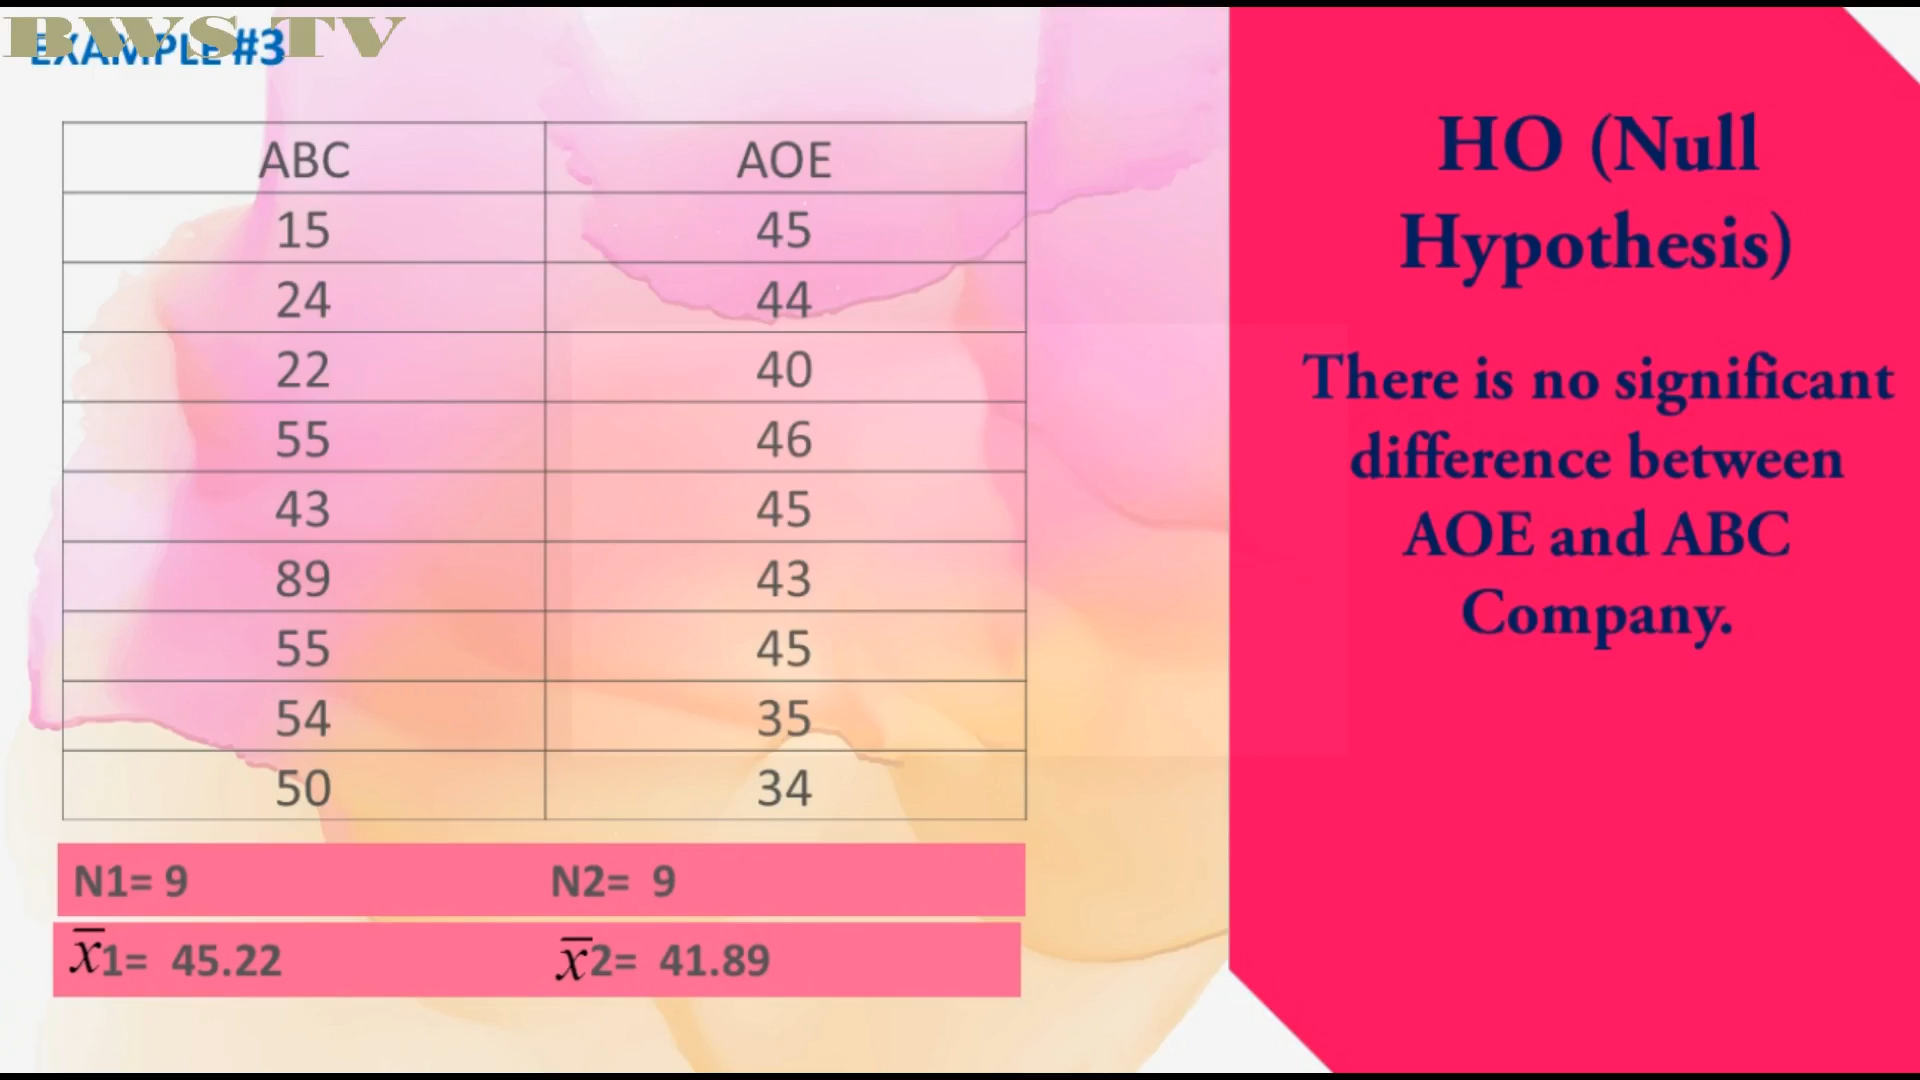 BWS TV
EXAMPLE #3
ABC AOE
15 45
24 44
22 40
55 46
43 45
89 43
55 45
54 35
50 34
N1= 9 N2= 9
x̅1= 45.22 x̅2= 41.89
HO (Null
Hypothesis)
There is no significant
difference between
AOE and ABC
Company.